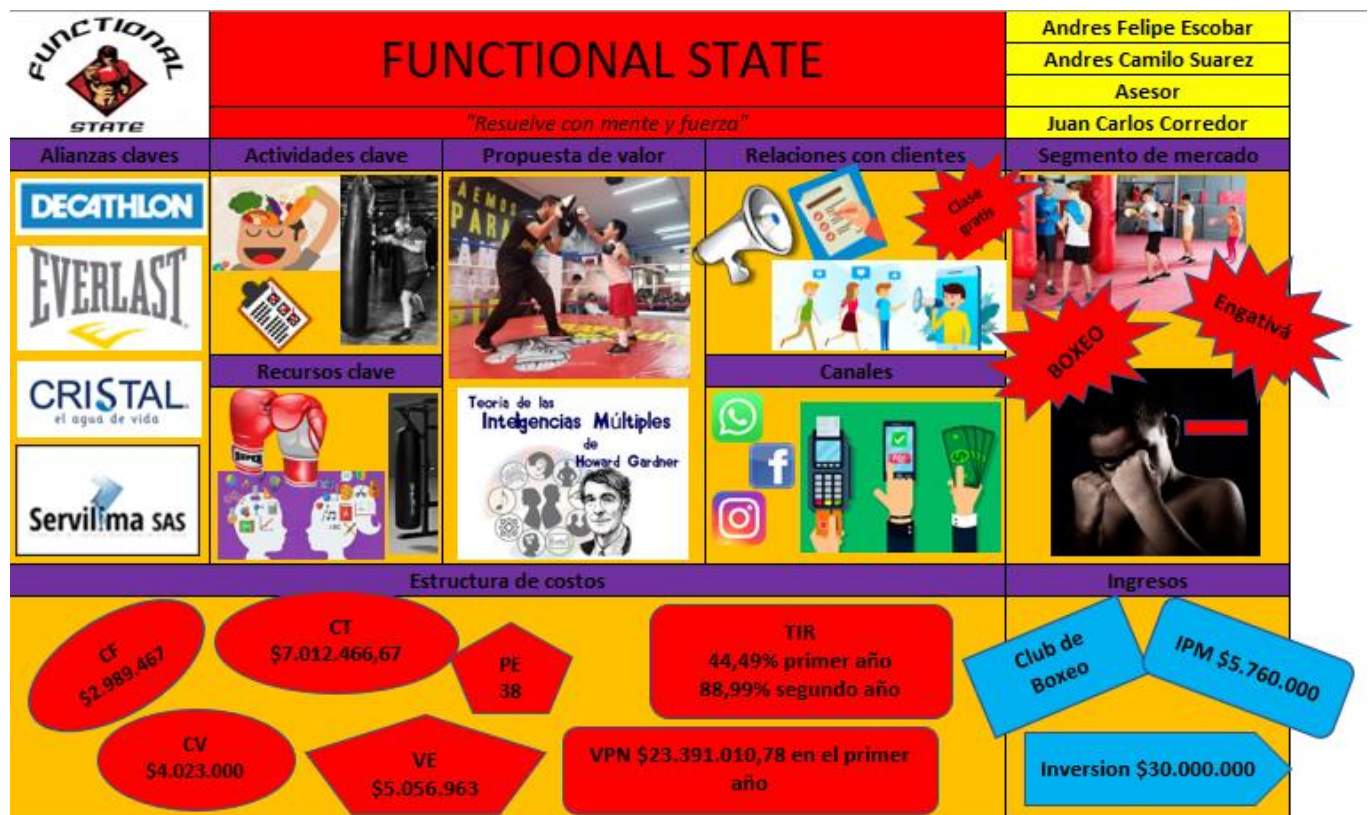 FUNCTIONAL
STATE
FUNCTIONAL STATE
"Resuelve con mente y fuerza"
Andres Felipe Escobar
Andres Camilo Suarez
Asesor
Juan Carlos Corredor
Alianzas claves
Actividades clave
Propuesta de valor
Relaciones con clientes
Segmento de mercado
DECATHLON
EVERLAST
CRISTAL
el agua de vida
Servilima SAS
AEMOS
PARA
Clase
gratis
BOXEO
Engativá
Recursos clave
Canales
Teoría de las
Inteligencias Múltiples
de
Howard Gardner
Estructura de costos
Ingresos
CF
$2.989.467
CT
$7.012.466,67
PE
38
TIR
44,49% primer año
88,99% segundo año
CV
$4.023.000
VE
$5.056.963
VPN $23.391.010,78 en el primer
año
Club de
Boxeo
IPM $5.760.000
Inversion $30.000.000